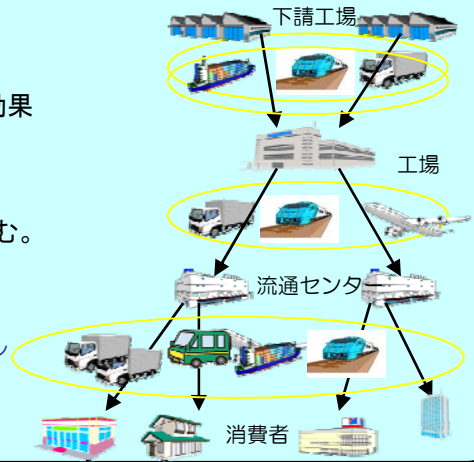 下請工場
効果
工場
む。
流通センター
消費者